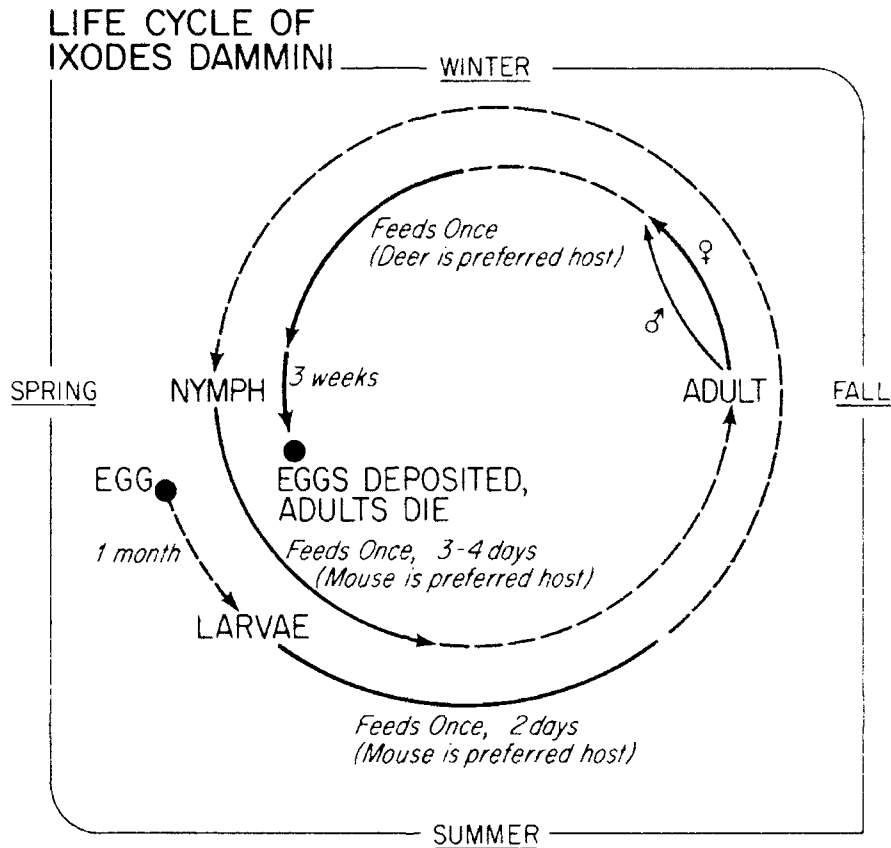 LIFE CYCLE OF
IXODES DAMMINI
WINTER
♀
Feeds Once
(Deer is preferred host)
♂
3 weeks
SPRING
NYMPH
ADULT
FALL
EGG
EGGS DEPOSITED,
ADULTS DIE
1 month
Feeds Once, 3-4 days
(Mouse is preferred host)
LARVAE
Feeds Once, 2 days
(Mouse is preferred host)
SUMMER